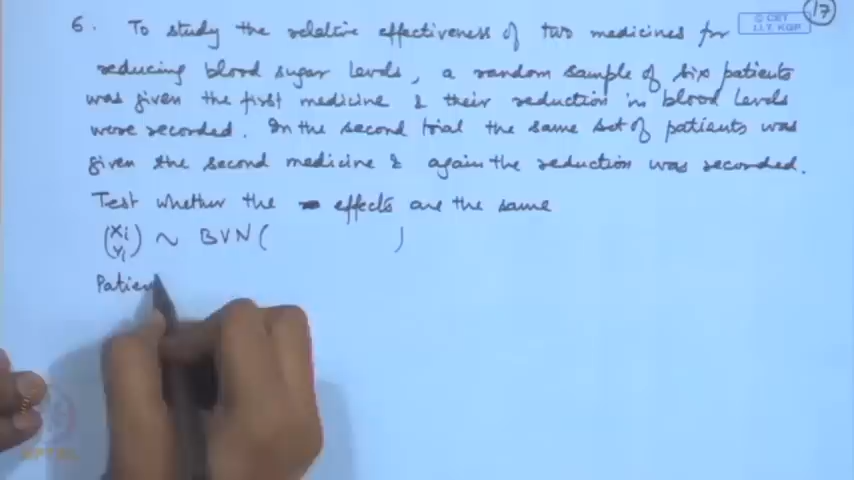 © CET
I.I.T. KGP
17
6. To study the relative effectiveness of two medicines for
reducing blood sugar levels, a random sample of six patients
was given the first medicine & their reduction in blood levels
were recorded. In the second trial the same set of patients was
given the second medicine & again the reduction was recorded.
Test whether the effects are the same
(Xi Yi) ~ BVN ( )
Patien